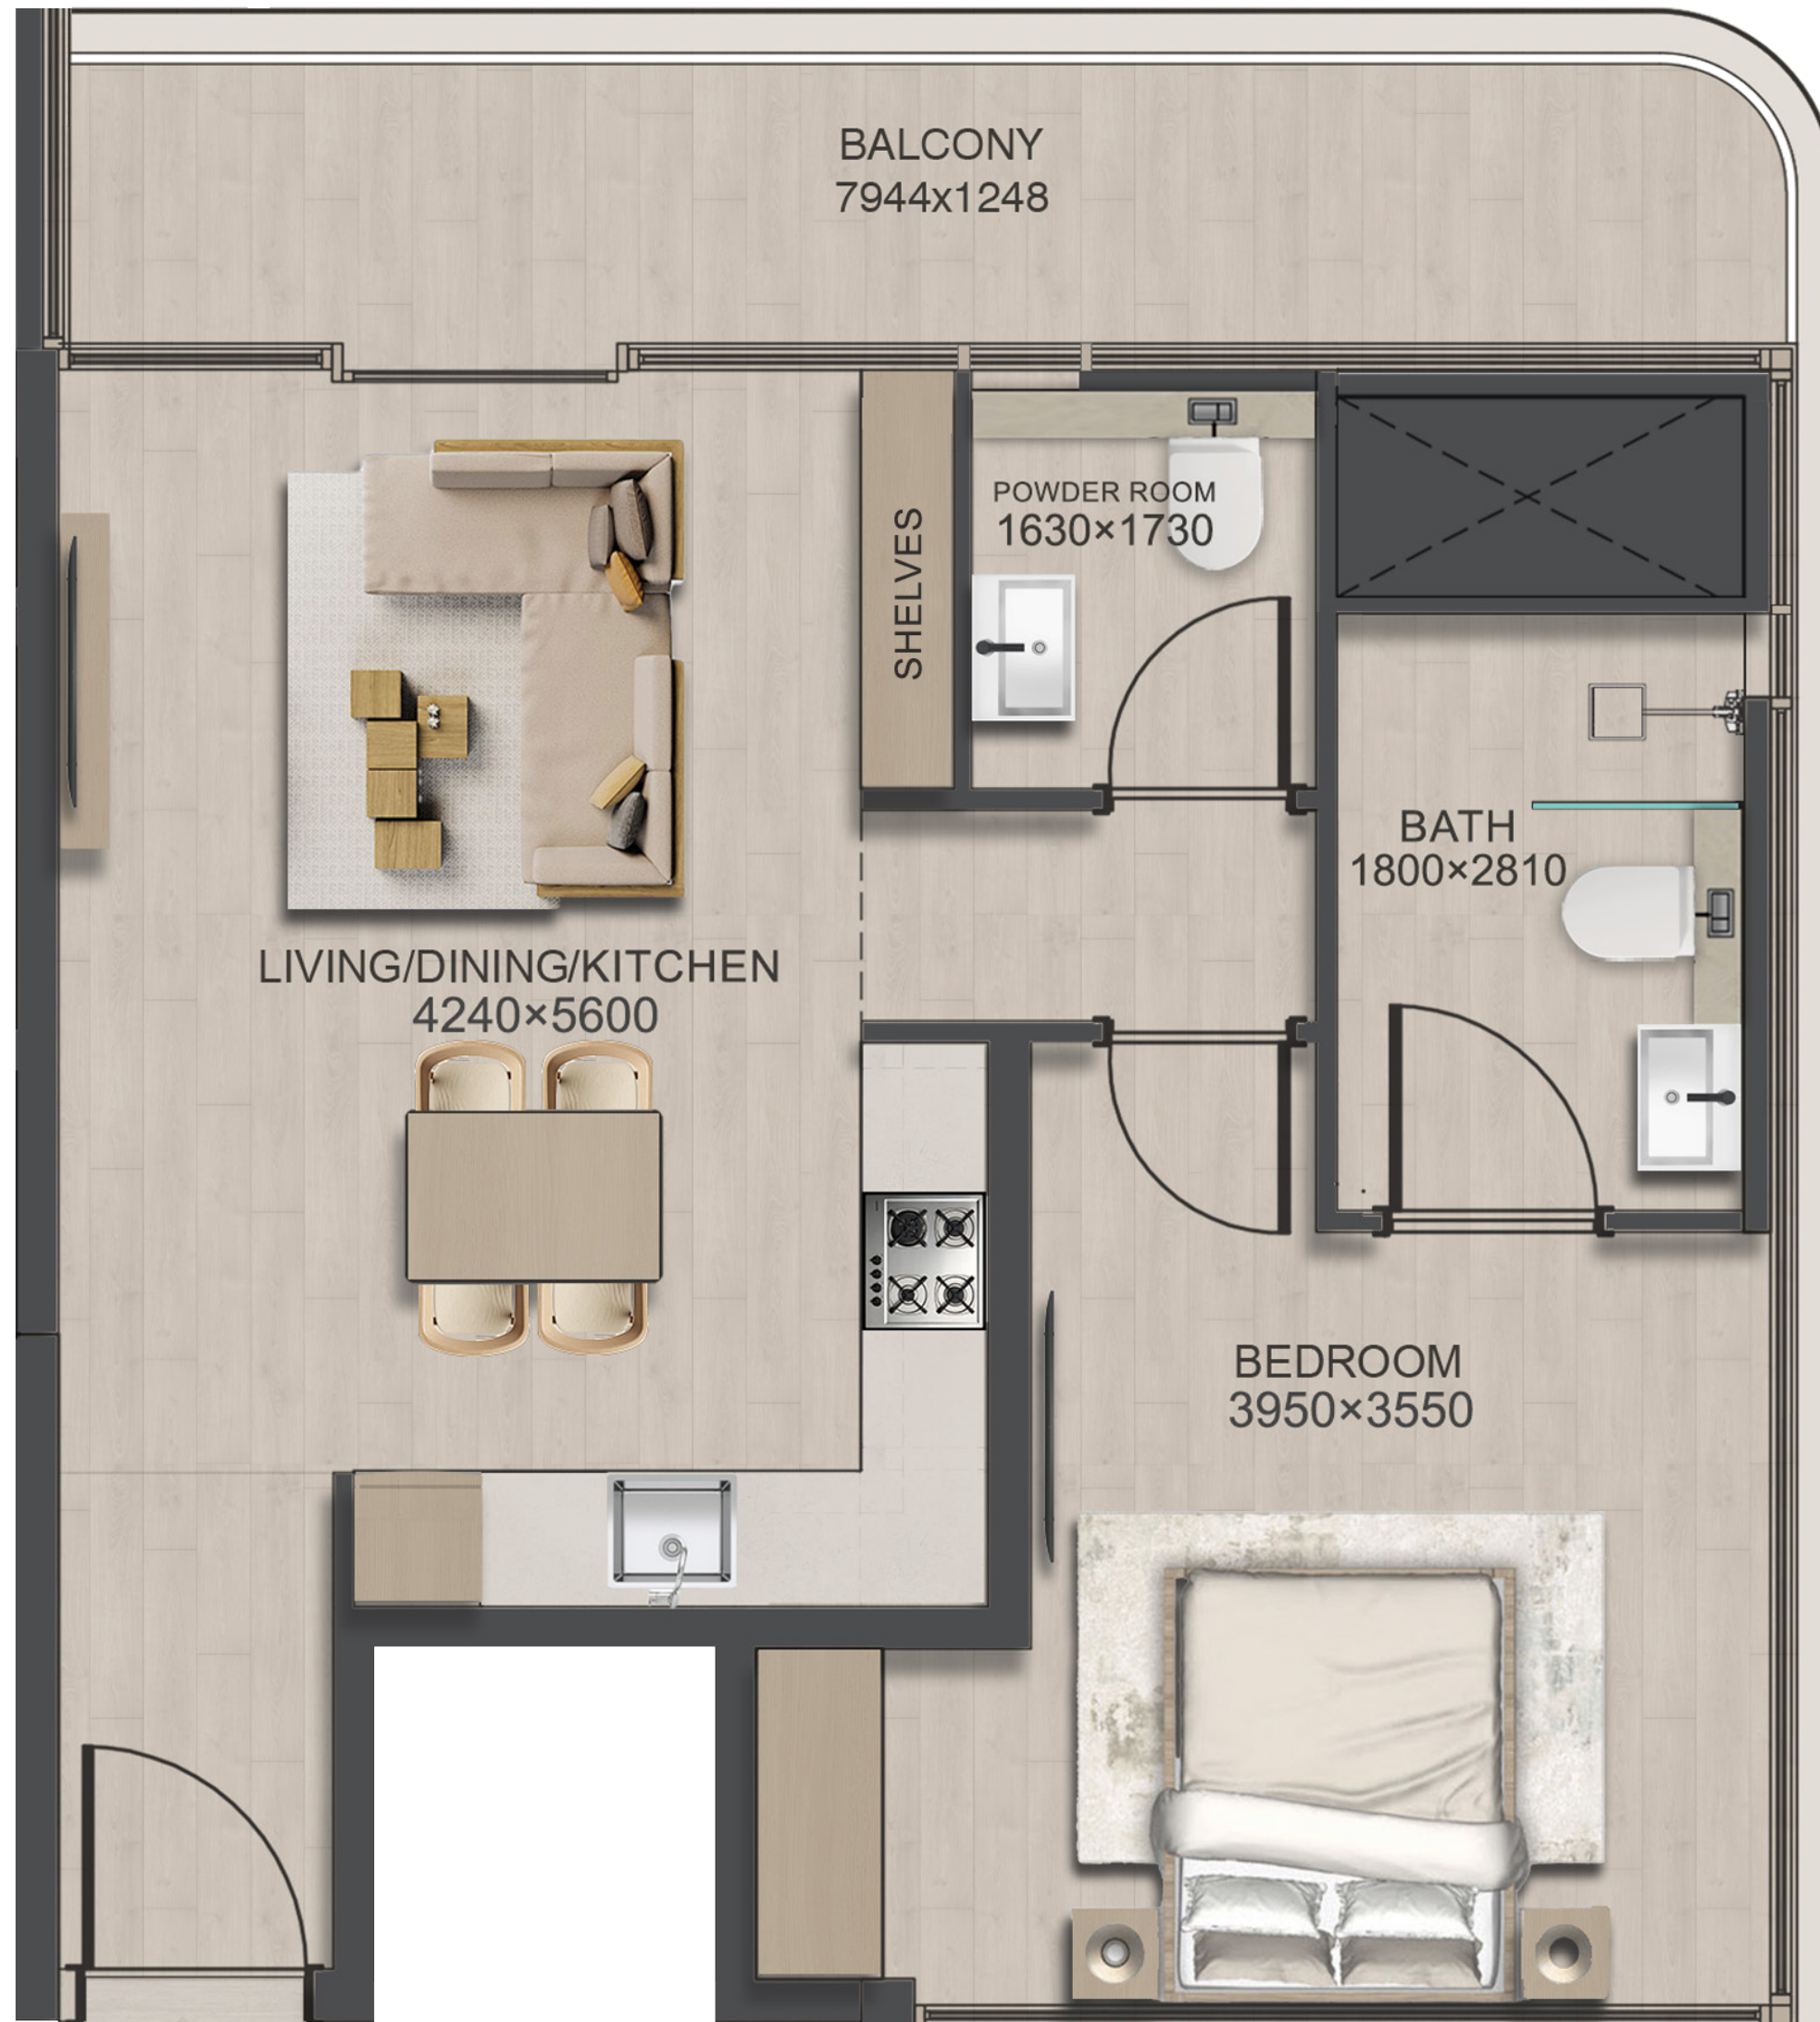 BALCONY
7944x1248
POWDER ROOM
1630×1730
SHELVES
BATH
1800×2810
LIVING/DINING/KITCHEN
4240×5600
BEDROOM
3950×3550